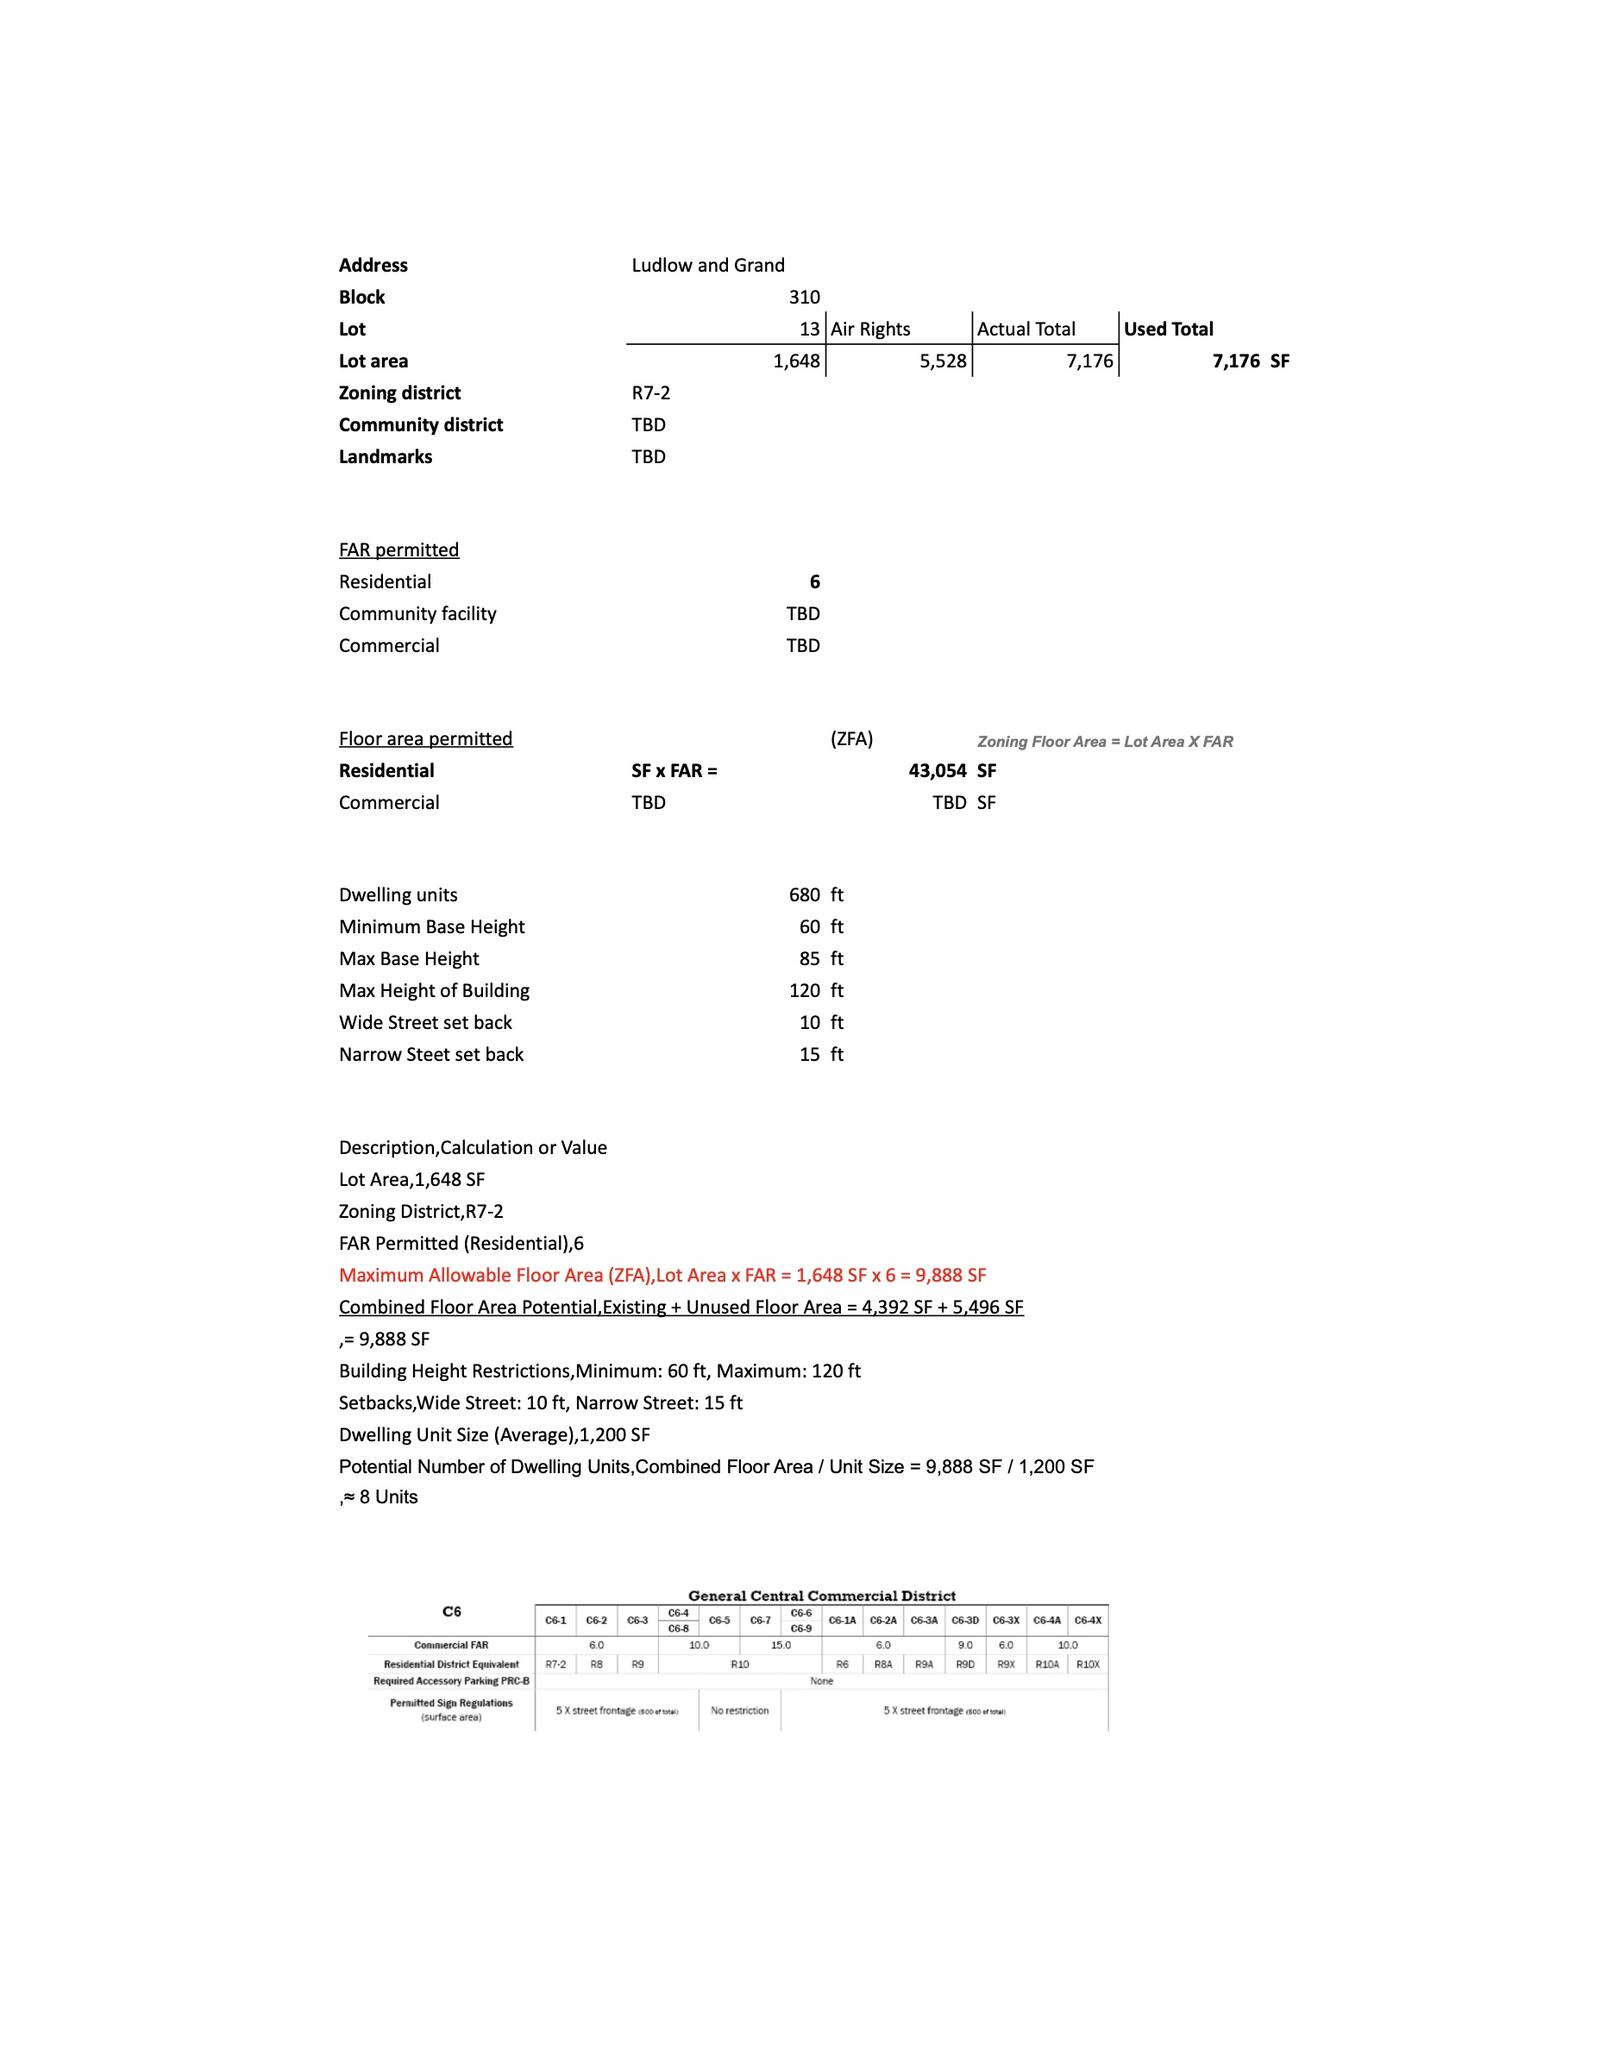 Address Ludlow and Grand
Block 310
Lot 13 Air Rights Actual Total Used Total
Lot area 1,648 5,528 7,176 7,176 SF
Zoning district R7-2
Community district TBD
Landmarks TBD
FAR permitted
Residential 6
Community facility TBD
Commercial TBD
Floor area permitted (ZFA) Zoning Floor Area = Lot Area X FAR
Residential SF x FAR = 43,054 SF
Commercial TBD TBD SF
Dwelling units 680 ft
Minimum Base Height 60 ft
Max Base Height 85 ft
Max Height of Building 120 ft
Wide Street set back 10 ft
Narrow Steet set back 15 ft
Description,Calculation or Value
Lot Area,1,648 SF
Zoning District,R7-2
FAR Permitted (Residential),6
Maximum Allowable Floor Area (ZFA),Lot Area x FAR = 1,648 SF x 6 = 9,888 SF
Combined Floor Area Potential,Existing + Unused Floor Area = 4,392 SF + 5,496 SF
,= 9,888 SF
Building Height Restrictions,Minimum: 60 ft, Maximum: 120 ft
Setbacks,Wide Street: 10 ft, Narrow Street: 15 ft
Dwelling Unit Size (Average),1,200 SF
Potential Number of Dwelling Units,Combined Floor Area / Unit Size = 9,888 SF / 1,200 SF
,≈ 8 Units
General Central Commercial District
C6 C6-1 C6-2 C6-3 C6-4 C6-8 C6-5 C6-7 C6-6 C6-9 C6-1A C6-2A C6-3A C6-3D C6-3X C6-4A C6-4X
Commercial FAR 6.0 10.0 15.0 6.0 9.0 6.0 10.0
Residential District Equivalent R7-2 R8 R9 R10 R6 R8A R9A R9D R9X R10A R10X
Required Accessory Parking PRC-B None
Permitted Sign Regulations
(surface area) 5 X street frontage (500 sf total) No restriction 5 X street frontage (500 sf total)